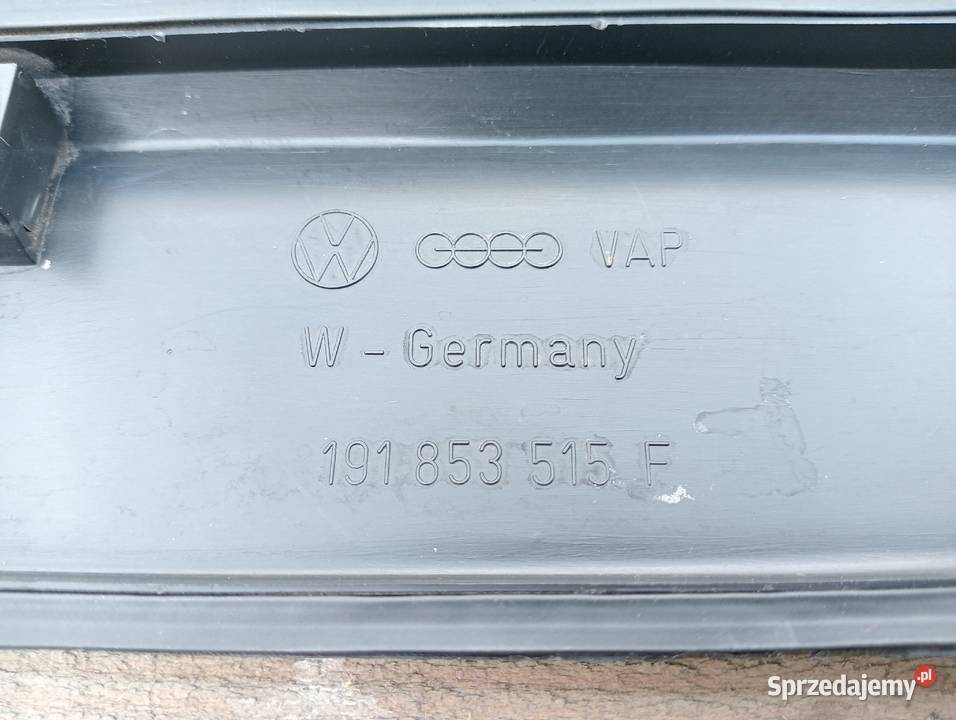 VAP
W - Germany
191 853 515 F
Sprzedajemy.pl